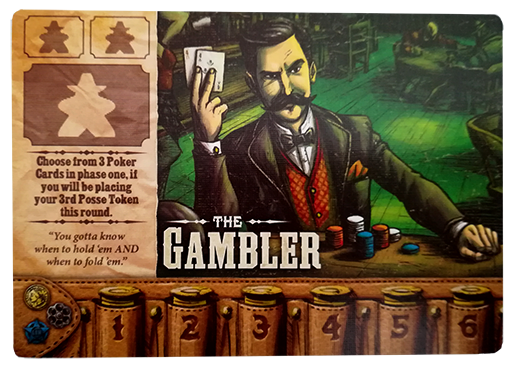 Choose from 3 Poker
Cards in phase one, if
you will be placing
your 3rd Posse Token
this round.
"You gotta know
when to hold 'em AND
when to fold 'em."
THE
GAMBLER
1 2 3 4 5 6